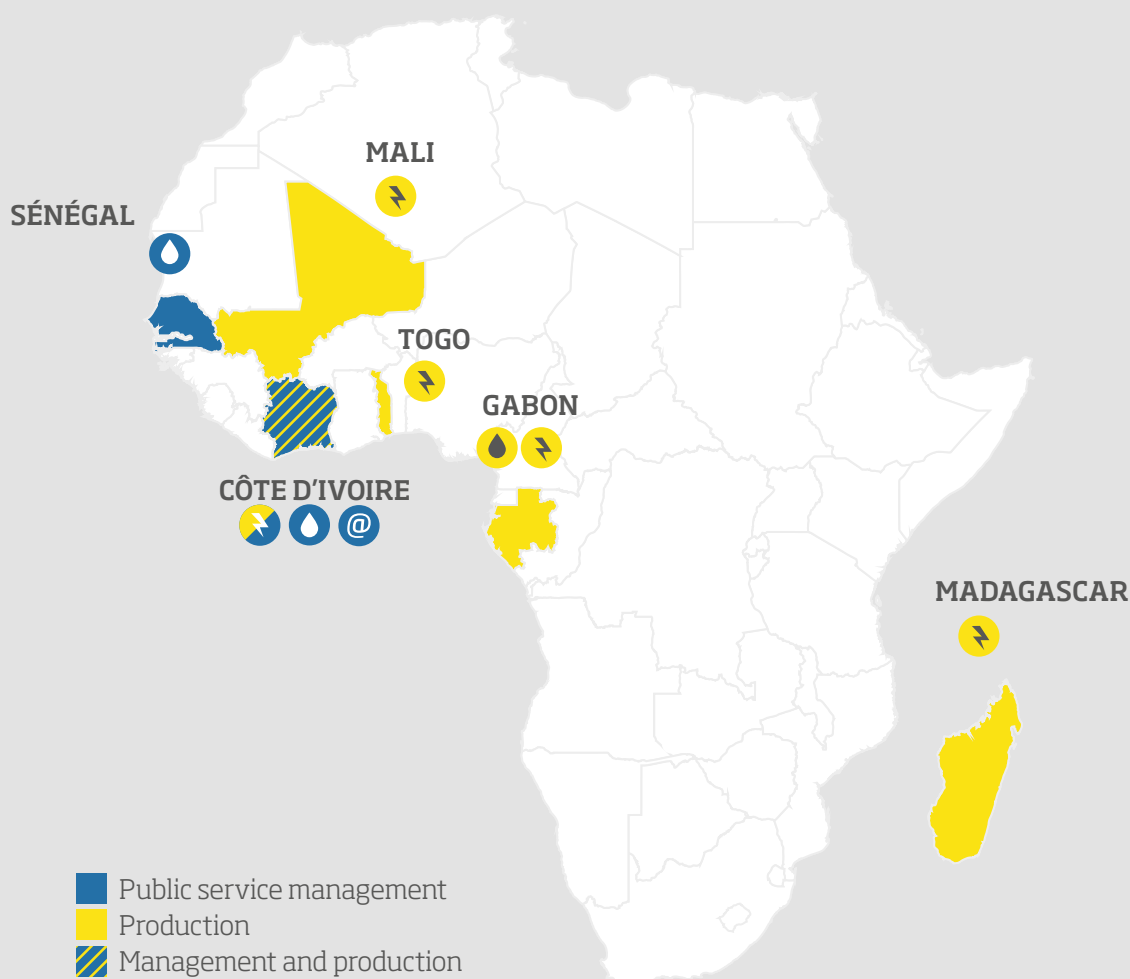 MALI
SÉNÉGAL
TOGO
GABON
CÔTE D'IVOIRE
@
MADAGASCAR
Public service management
Production
Management and production